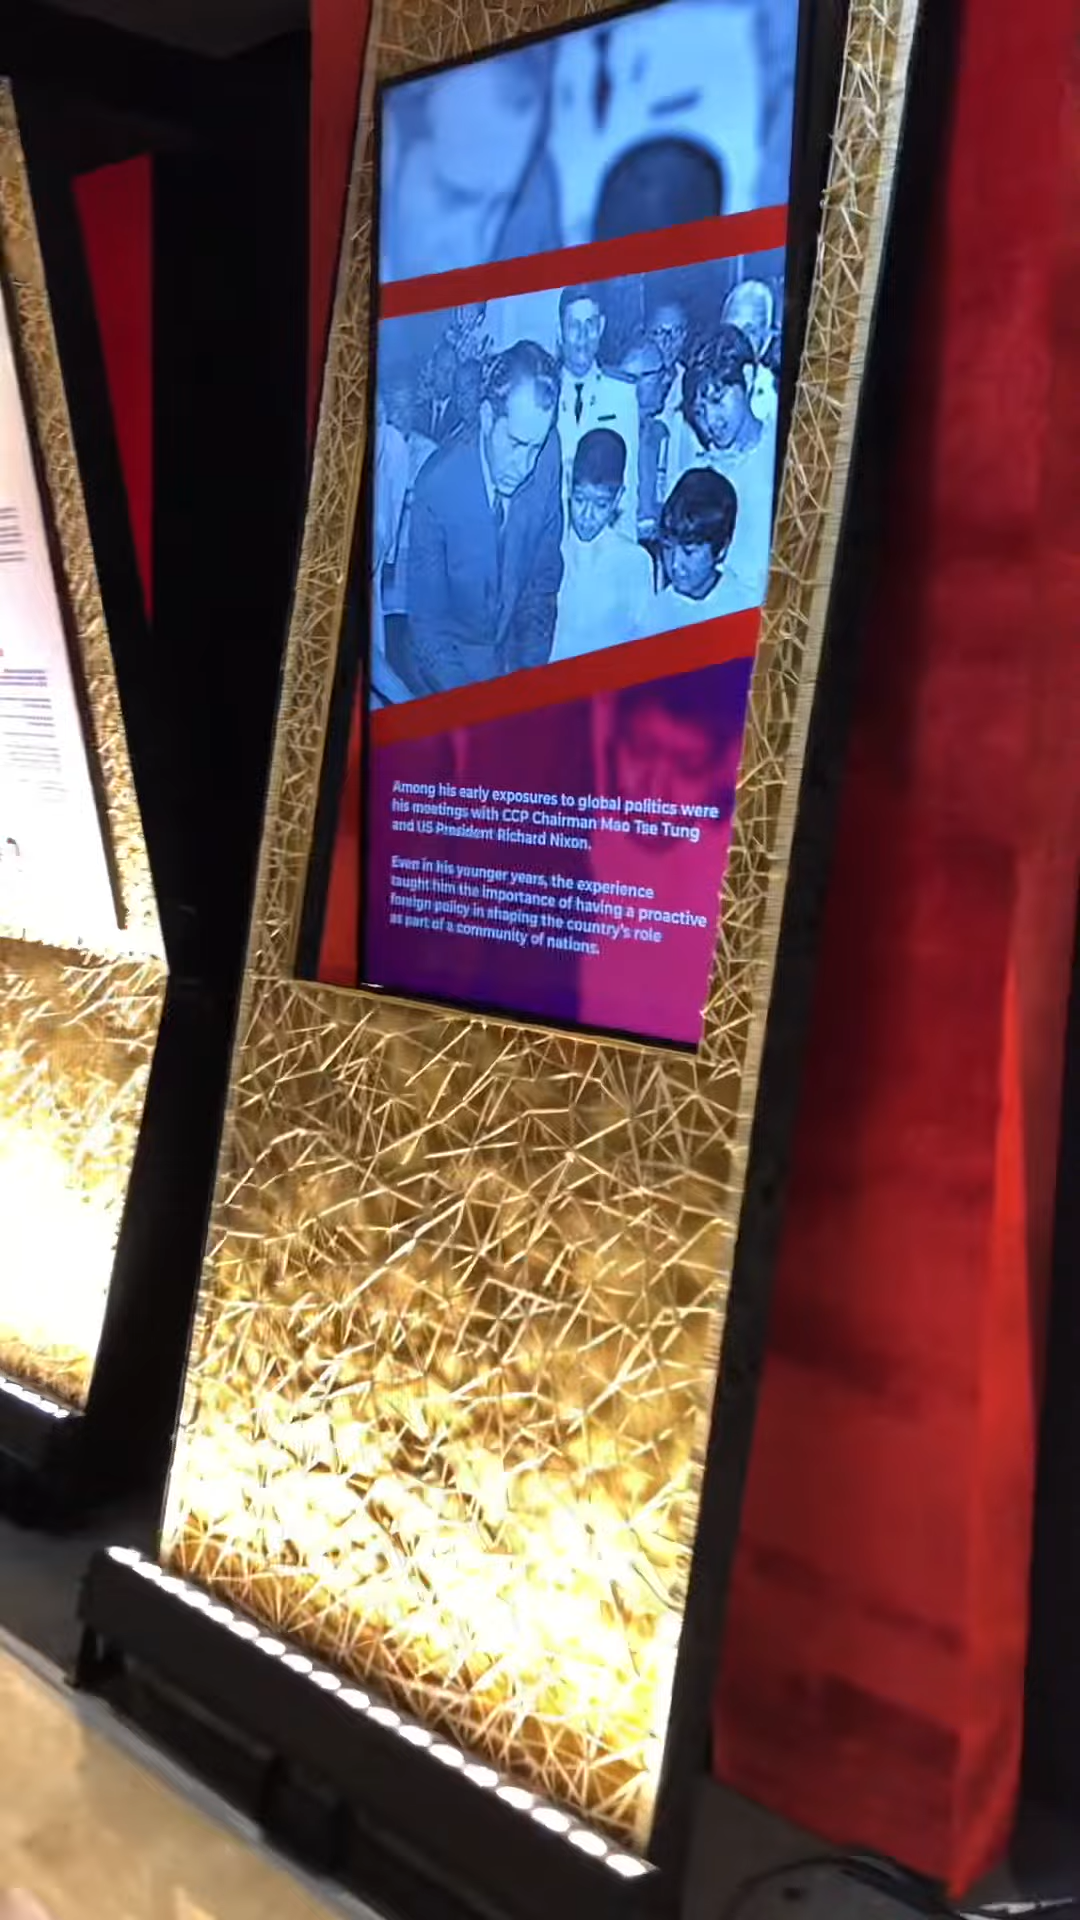 Among his early exposures to global politics were
his meetings with CCP Chairman Mao Tse Tung
and US President Richard Nixon.
Even in his younger years, the experience
taught him the importance of having a proactive
foreign policy in shaping the country's role
as part of a community of nations.